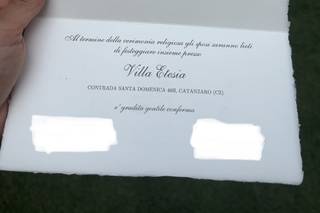 Al termine della cerimonia religiosa gli sposi saranno lieti
di festeggiare insieme presso
Villa Etesia
CONTRADA SANTA DOMENICA 46B, CATANZARO (CZ)
e' gradita gentile conferma